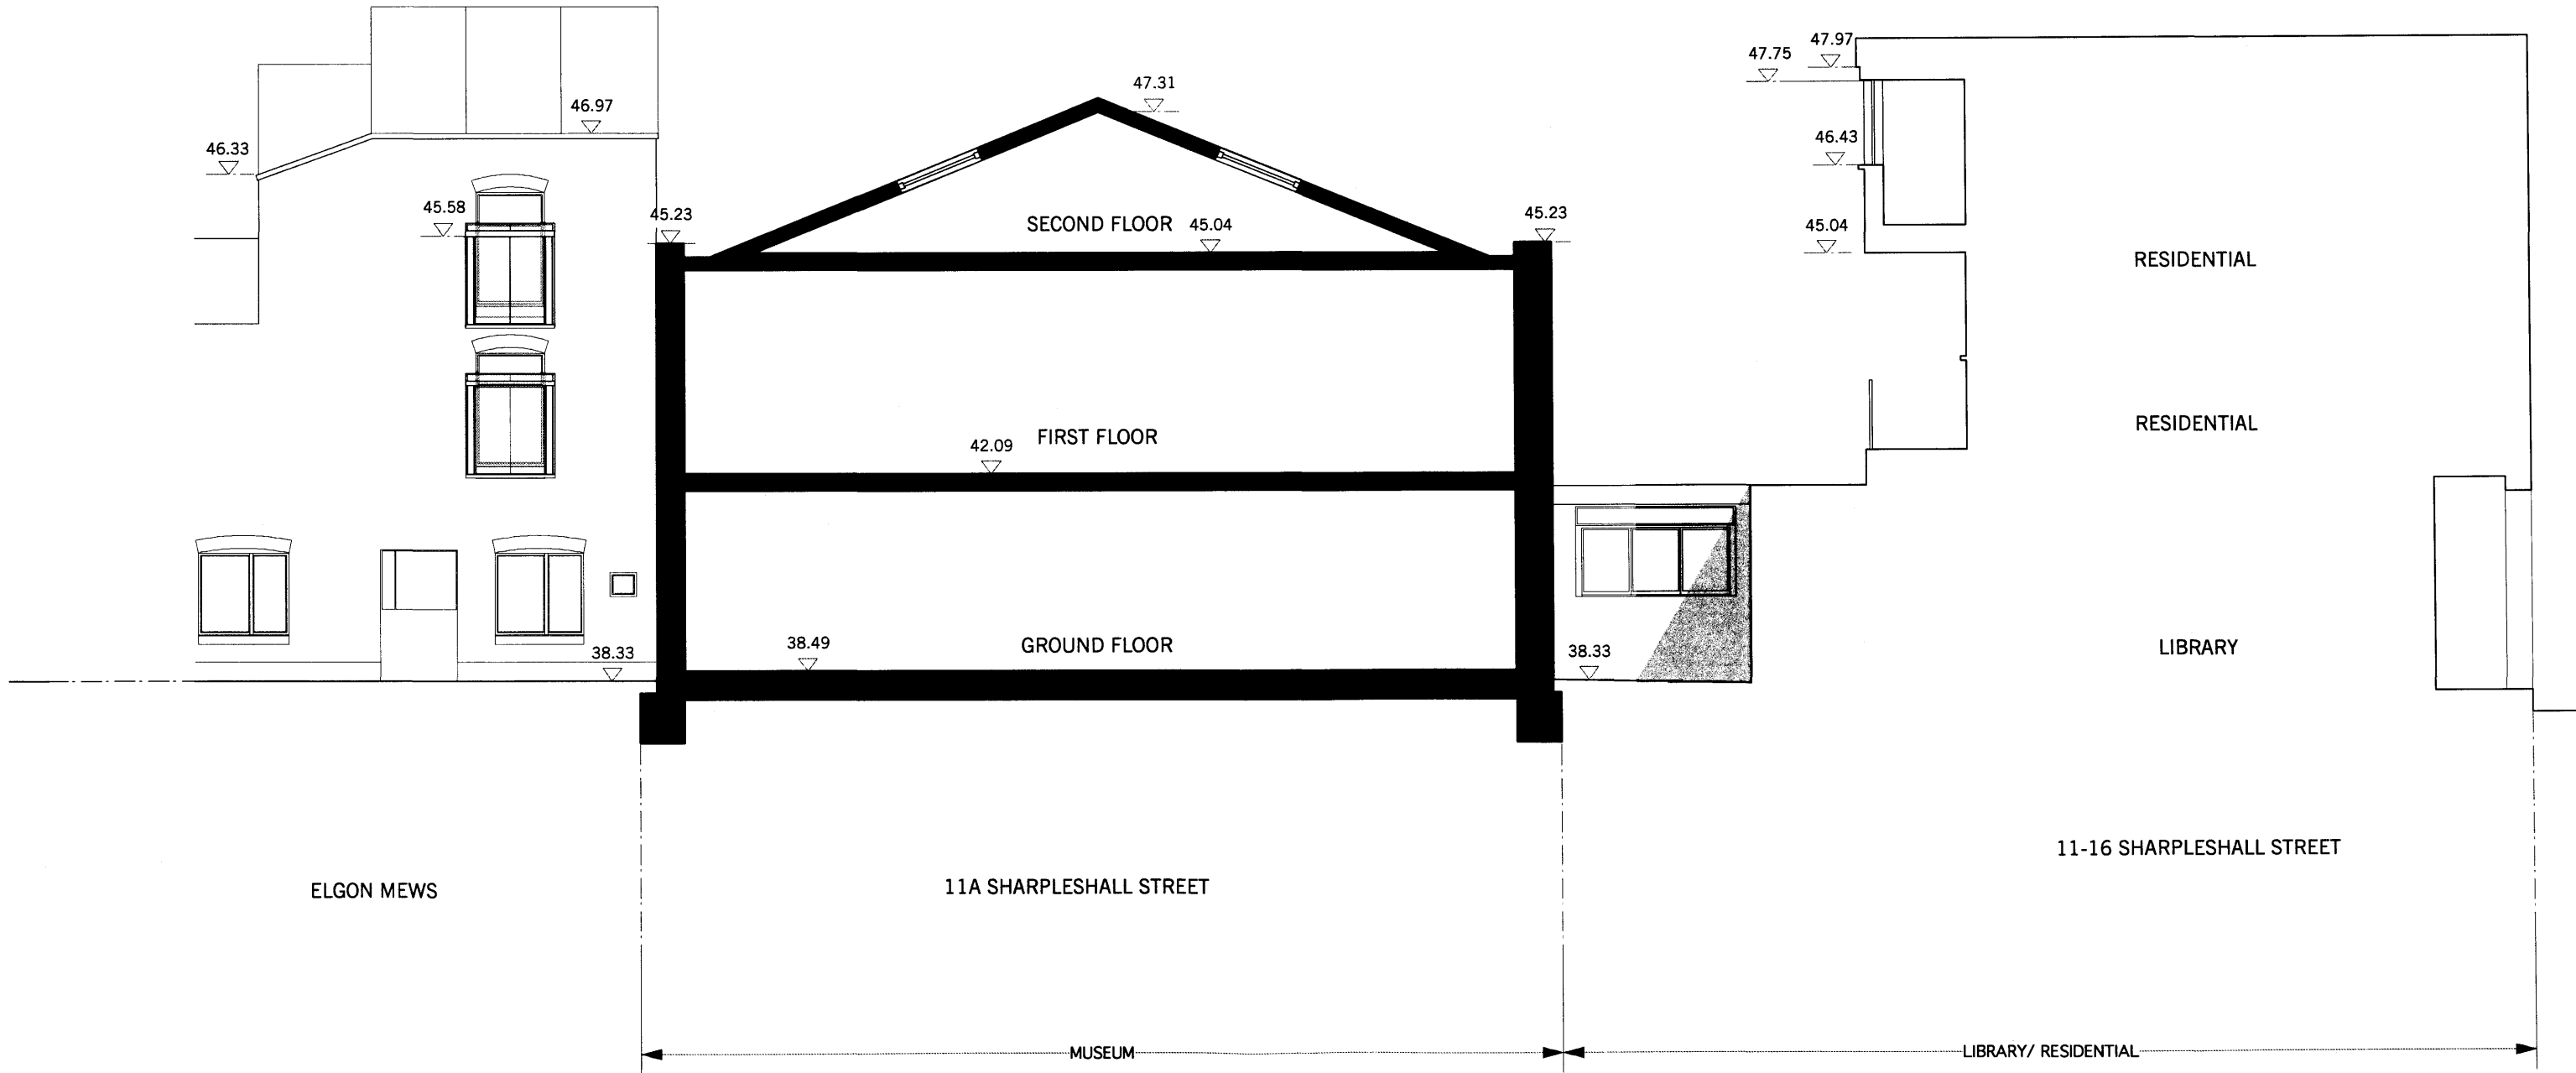 47.97
47.75
47.31
46.97
46.43
46.33
45.58
45.23
SECOND FLOOR
45.04
45.23
45.04
RESIDENTIAL
FIRST FLOOR
42.09
RESIDENTIAL
38.49
GROUND FLOOR
38.33
38.33
LIBRARY
11-16 SHARPLESHALL STREET
ELGON MEWS
11A SHARPLESHALL STREET
MUSEUM
LIBRARY/ RESIDENTIAL